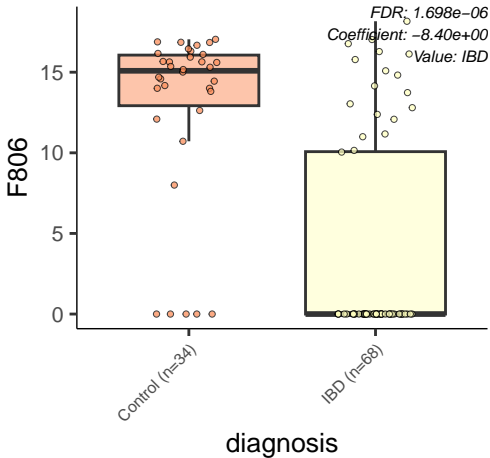 FDR: 1.698e−06
Coefficient: −8.40e+00
Value: IBD
F806
15
10
5
0
Control (n=34)
IBD (n=68)
diagnosis